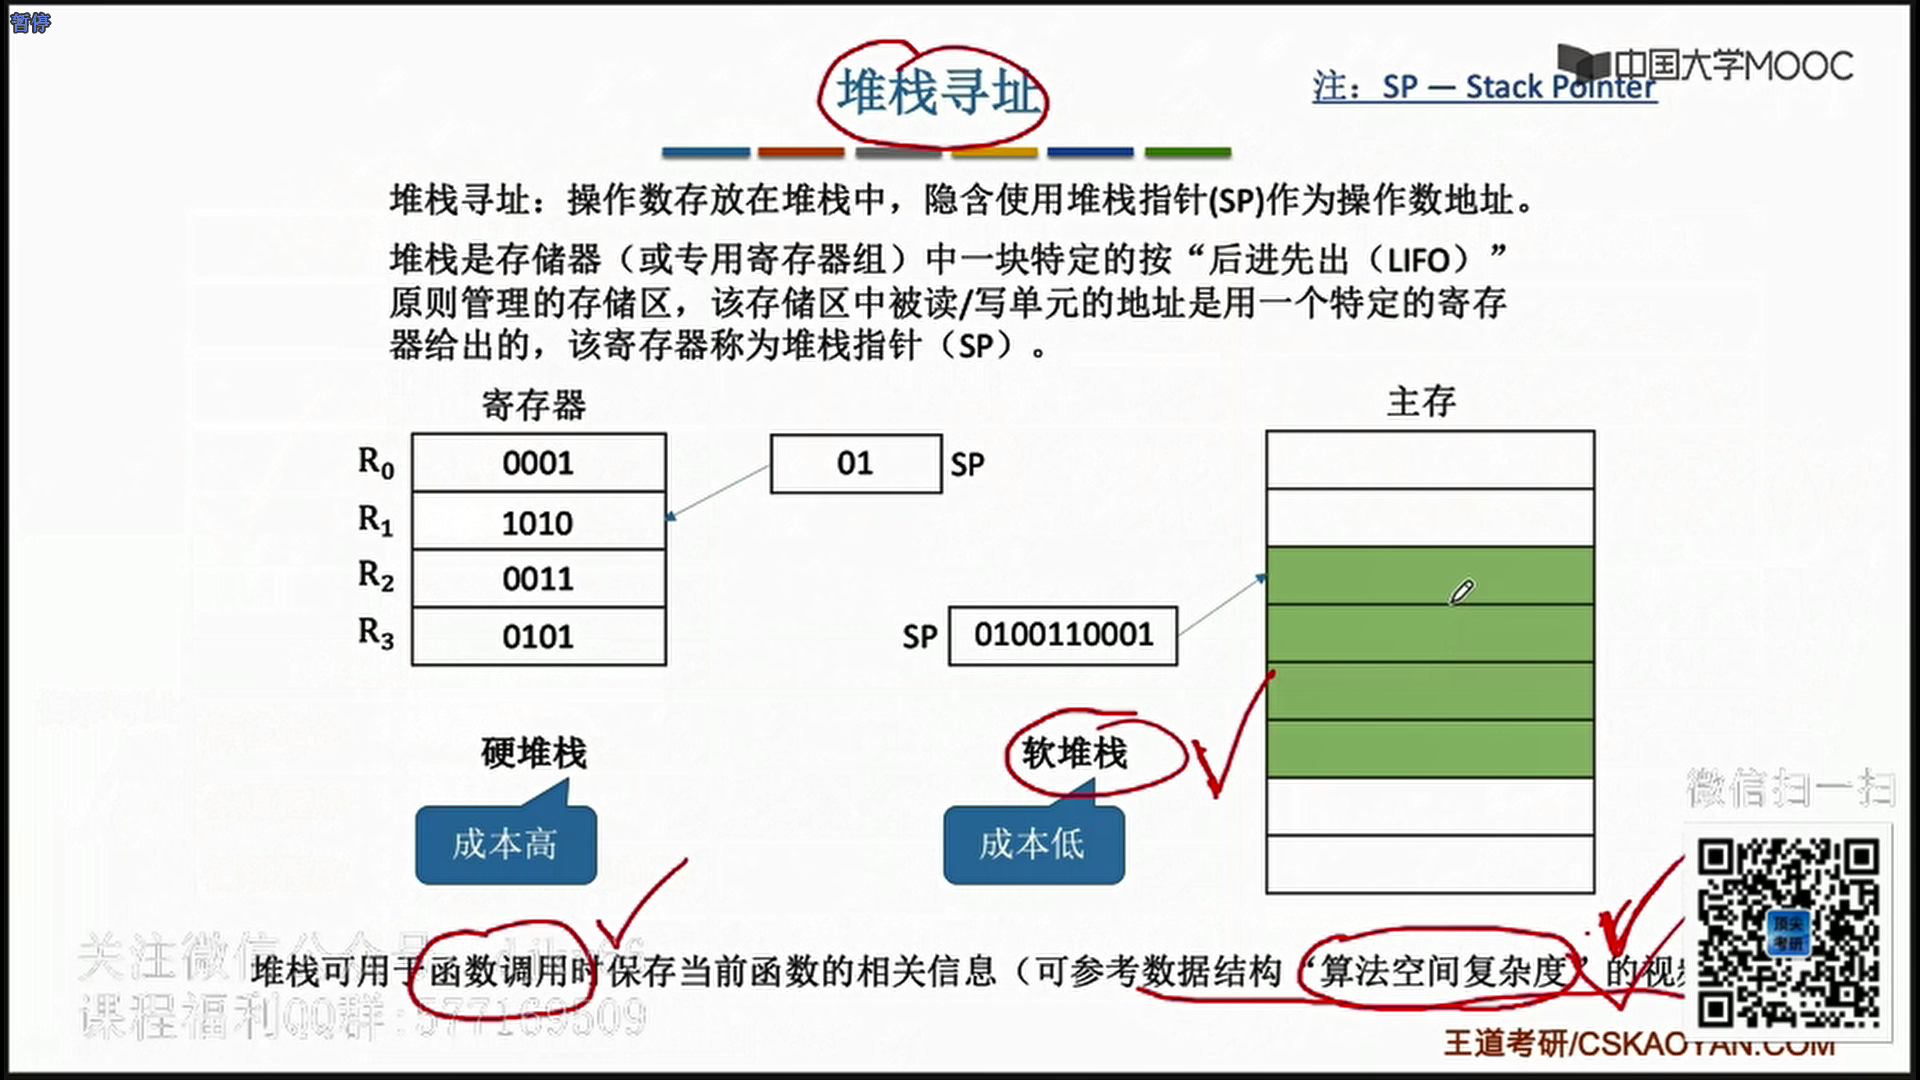 暂停
堆栈寻址
注：SP — Stack Pointer
中国大学MOOC
堆栈寻址：操作数存放在堆栈中，隐含使用堆栈指针(SP)作为操作数地址。
堆栈是存储器（或专用寄存器组）中一块特定的按“后进先出（LIFO）”
原则管理的存储区，该存储区中被读/写单元的地址是用一个特定的寄存
器给出的，该寄存器称为堆栈指针（SP）。
寄存器
主存
R₀ 0001
01 SP
R₁ 1010
R₂ 0011
R₃ 0101
SP 0100110001
硬堆栈
软堆栈
成本高
成本低
微信扫一扫
顶尖
考研
关注微信公众号:
堆栈可用于函数调用时保存当前函数的相关信息（可参考数据结构“算法空间复杂度”的视
课程福利QQ群:577169509
王道考研/CSKAOYAN.COM